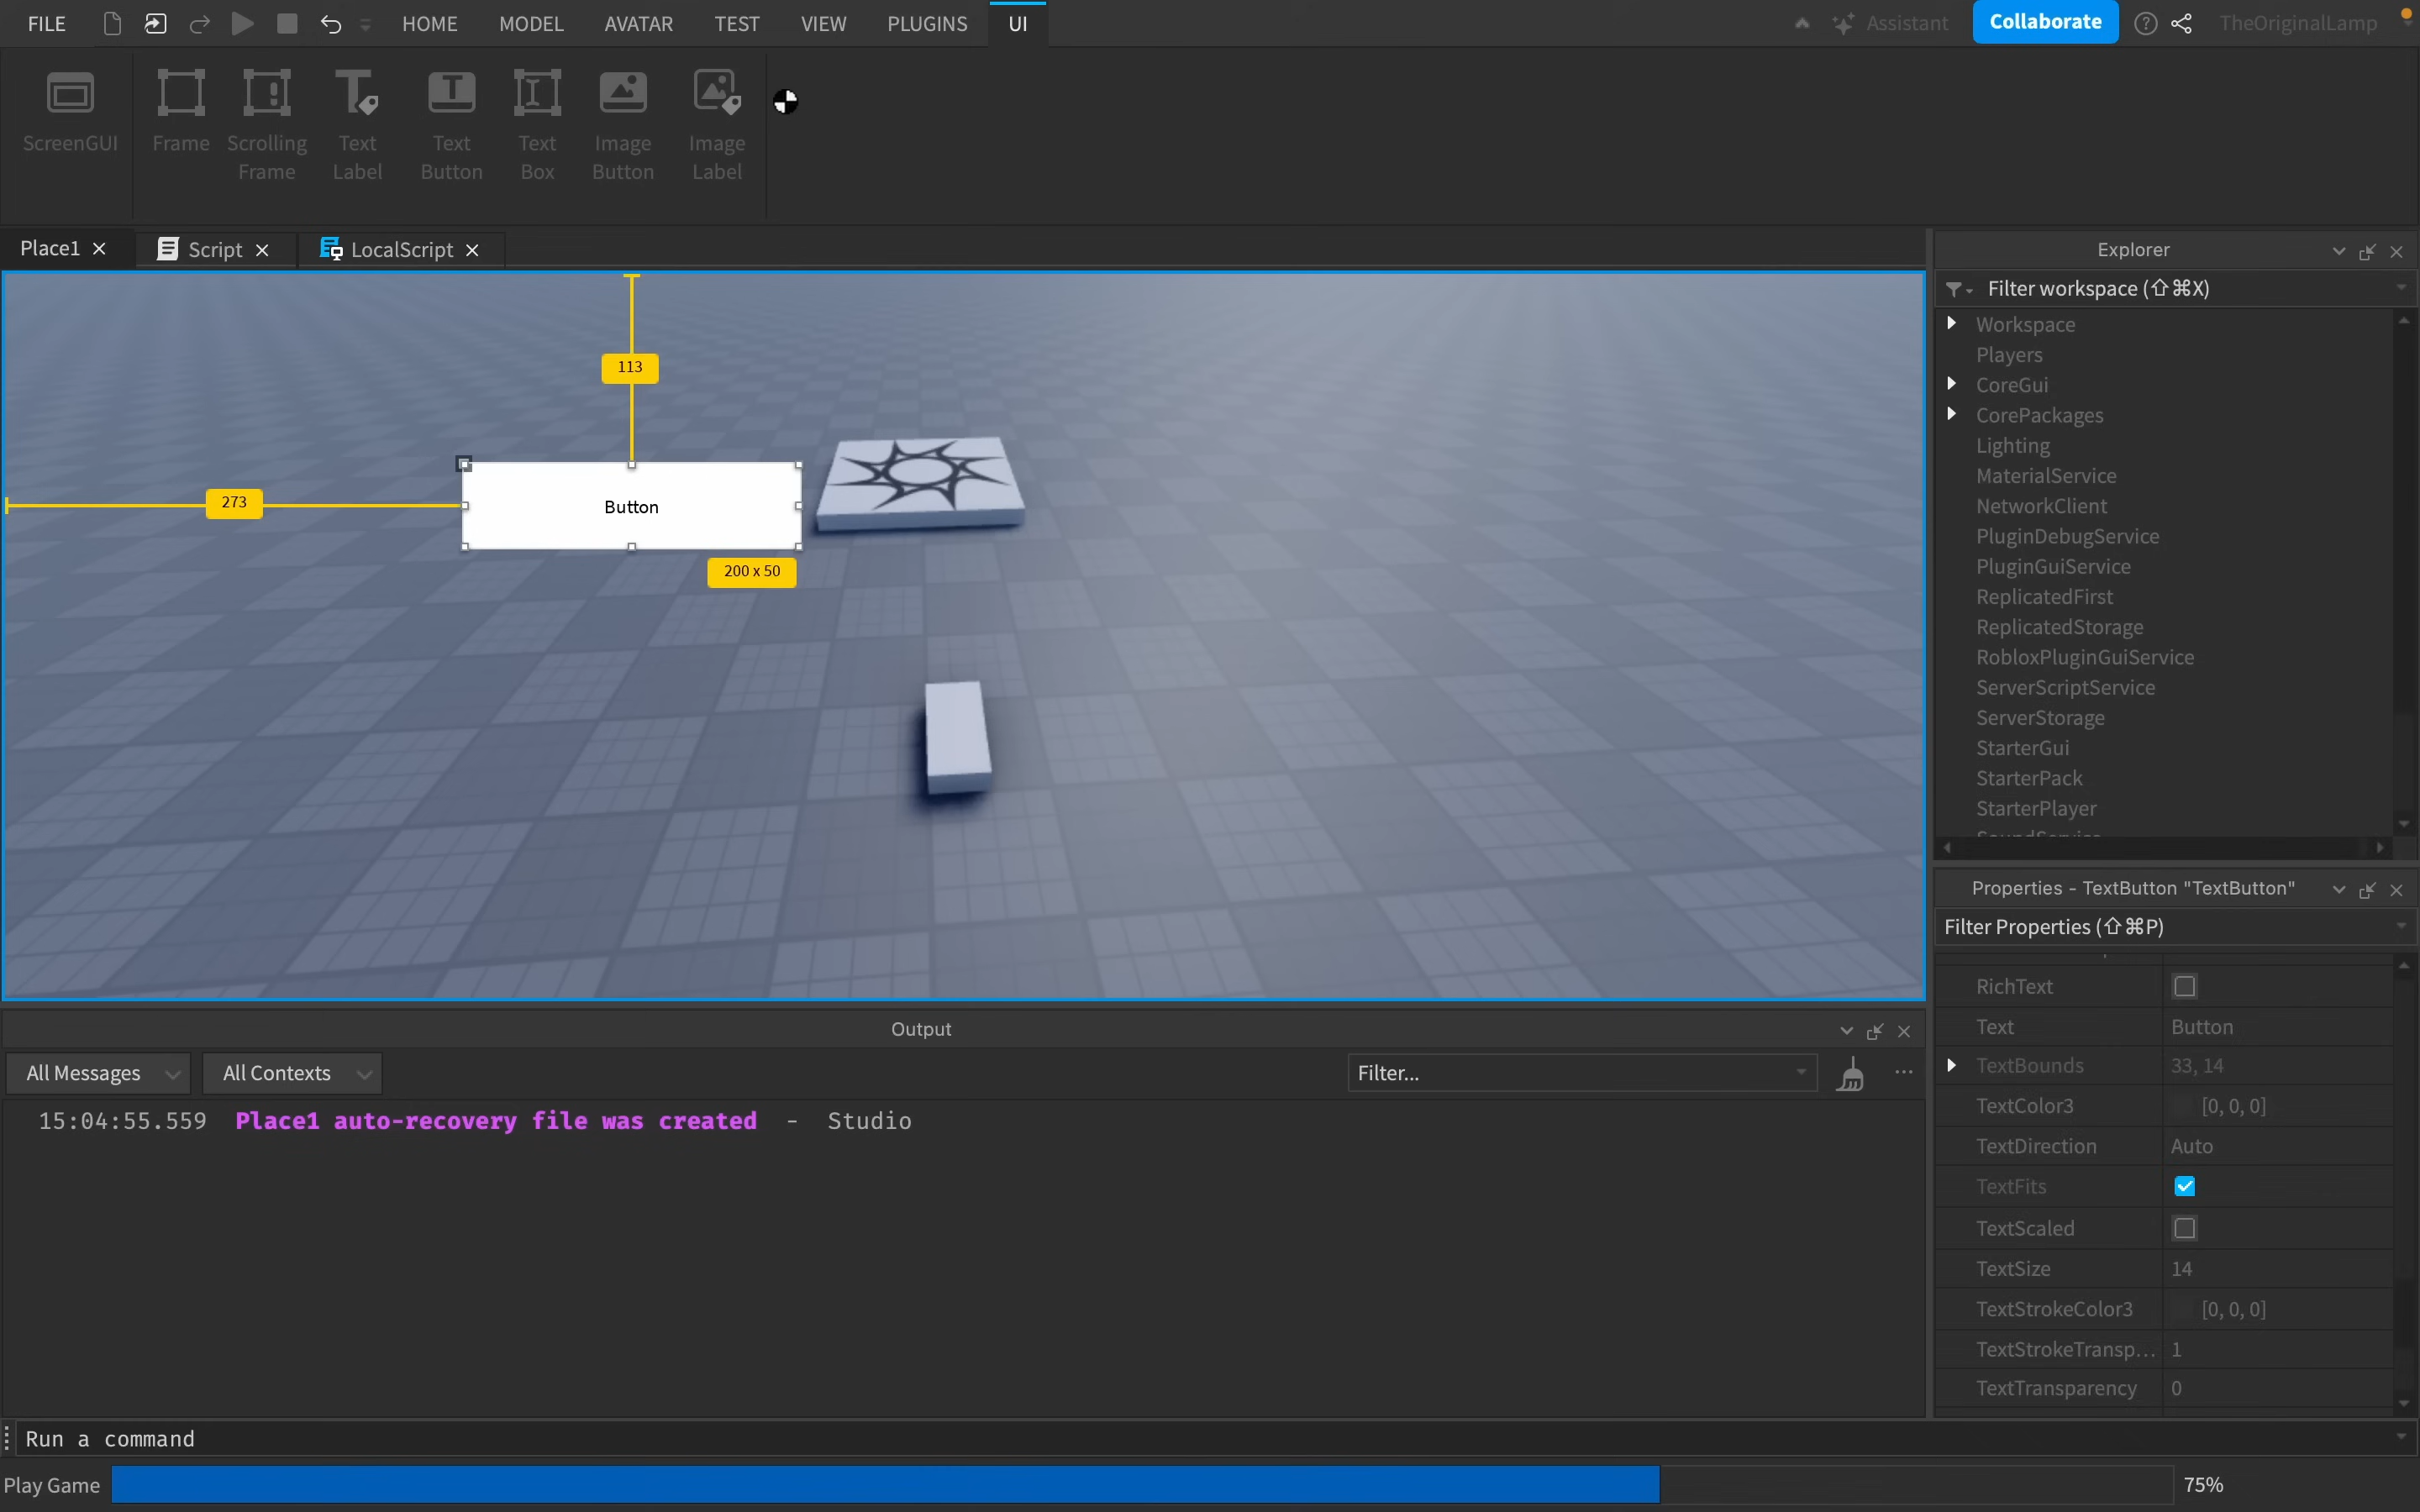 FILE HOME MODEL AVATAR TEST VIEW PLUGINS UI Assistant Collaborate TheOriginalLamp
ScreenGUI
Frame
Scrolling
Frame
Text
Label
Text
Button
Text
Box
Image
Button
Image
Label
Place1
Script
LocalScript
113
273
Button
200 x 50
Explorer
Filter workspace (⇧⌘X)
Workspace
Players
CoreGui
CorePackages
Lighting
MaterialService
NetworkClient
PluginDebugService
PluginGuiService
ReplicatedFirst
ReplicatedStorage
RobloxPluginGuiService
ServerScriptService
ServerStorage
StarterGui
StarterPack
StarterPlayer
Properties - TextButton "TextButton"
Filter Properties (⇧⌘P)
RichText
Text Button
TextBounds 33, 14
TextColor3 [0, 0, 0]
TextDirection Auto
TextFits
TextScaled
TextSize 14
TextStrokeColor3 [0, 0, 0]
TextStrokeTransp... 1
TextTransparency 0
Output
All Messages All Contexts Filter... ...
15:04:55.559 Place1 auto-recovery file was created - Studio
Run a command
Play Game 75%